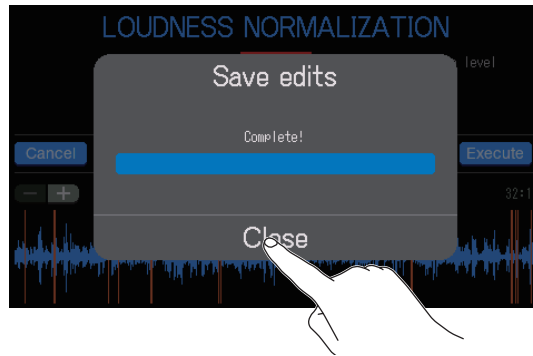 LOUDNESS NORMALIZATION
level
Save edits
Complete!
Cancel
Execute
32:1
Close